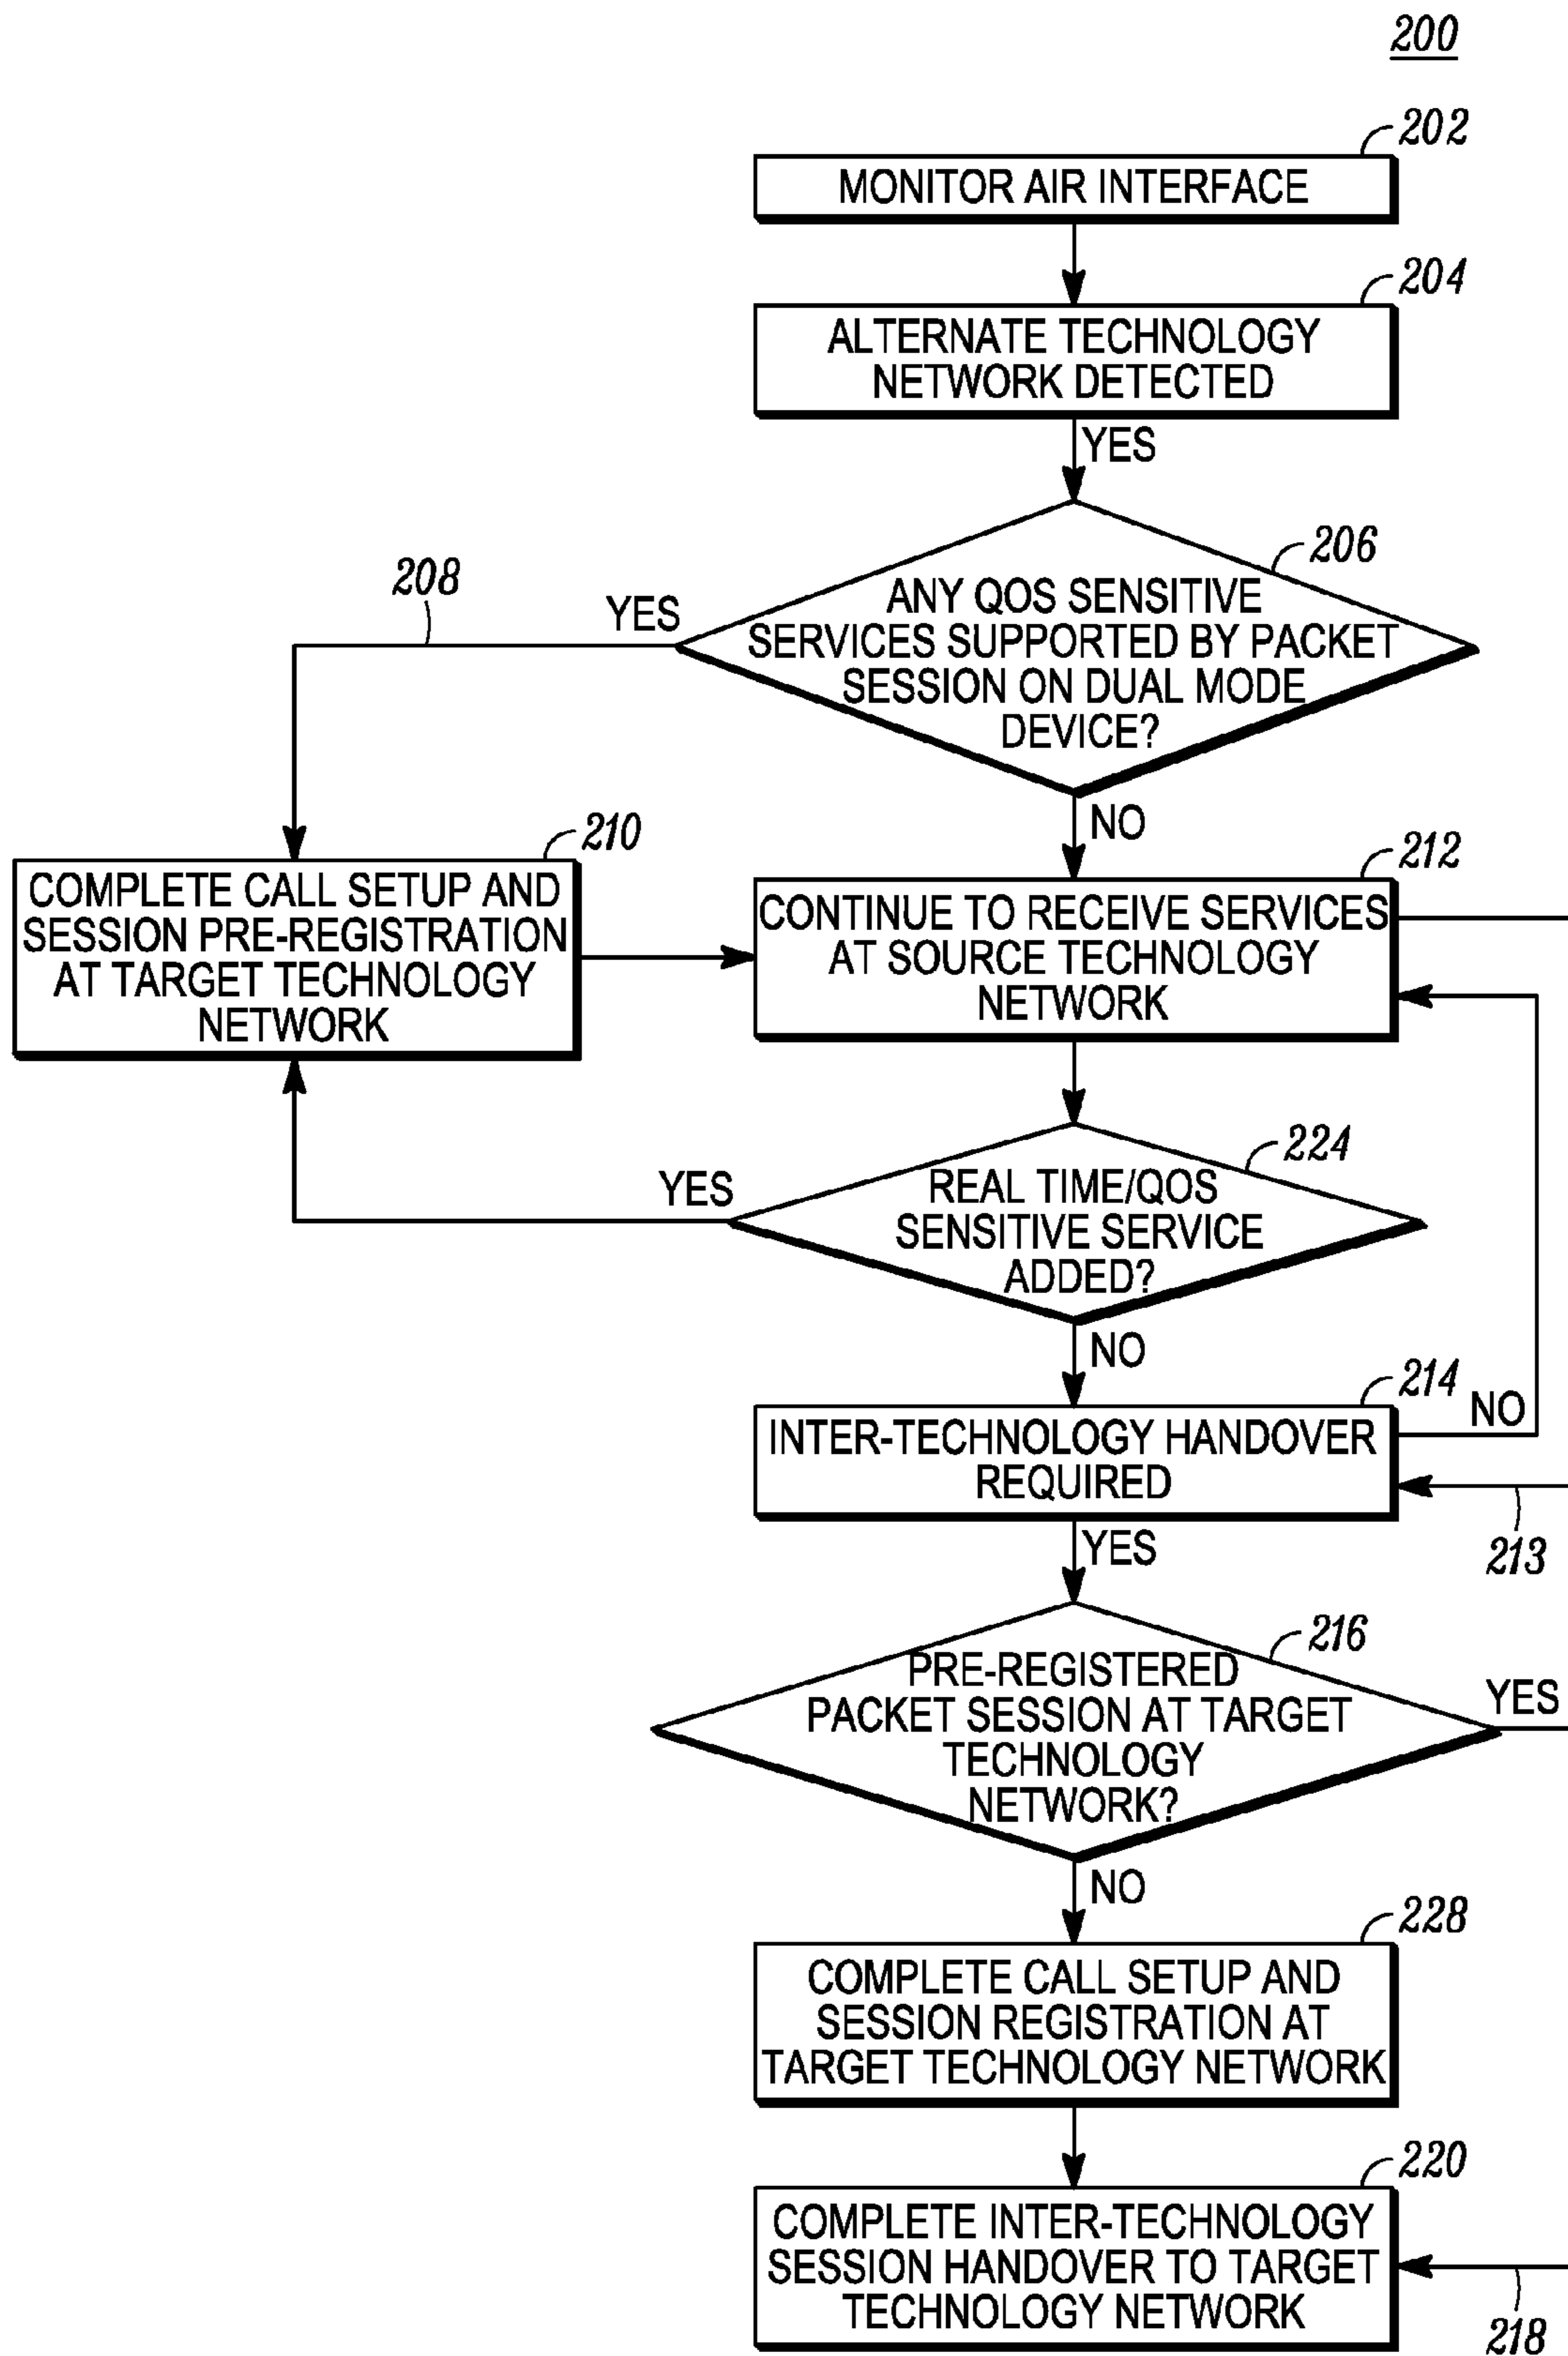 200
202
MONITOR AIR INTERFACE
204
ALTERNATE TECHNOLOGY
NETWORK DETECTED
YES
206
ANY QOS SENSITIVE
SERVICES SUPPORTED BY PACKET
SESSION ON DUAL MODE
DEVICE?
YES
208
NO
210
COMPLETE CALL SETUP AND
SESSION PRE-REGISTRATION
AT TARGET TECHNOLOGY
NETWORK
212
CONTINUE TO RECEIVE SERVICES
AT SOURCE TECHNOLOGY
NETWORK
224
REAL TIME/QOS
SENSITIVE SERVICE
ADDED?
YES
NO
214
INTER-TECHNOLOGY HANDOVER
REQUIRED
NO
213
YES
216
PRE-REGISTERED
PACKET SESSION AT TARGET
TECHNOLOGY
NETWORK?
YES
NO
228
COMPLETE CALL SETUP AND
SESSION REGISTRATION AT
TARGET TECHNOLOGY NETWORK
220
COMPLETE INTER-TECHNOLOGY
SESSION HANDOVER TO TARGET
TECHNOLOGY NETWORK
218